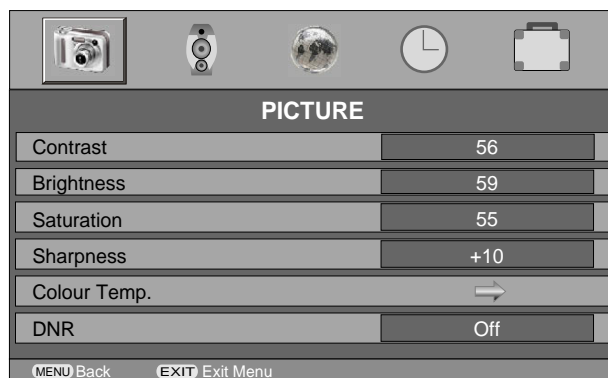 PICTURE
Contrast 56
Brightness 59
Saturation 55
Sharpness +10
Colour Temp.
DNR Off
MENU Back EXIT Exit Menu